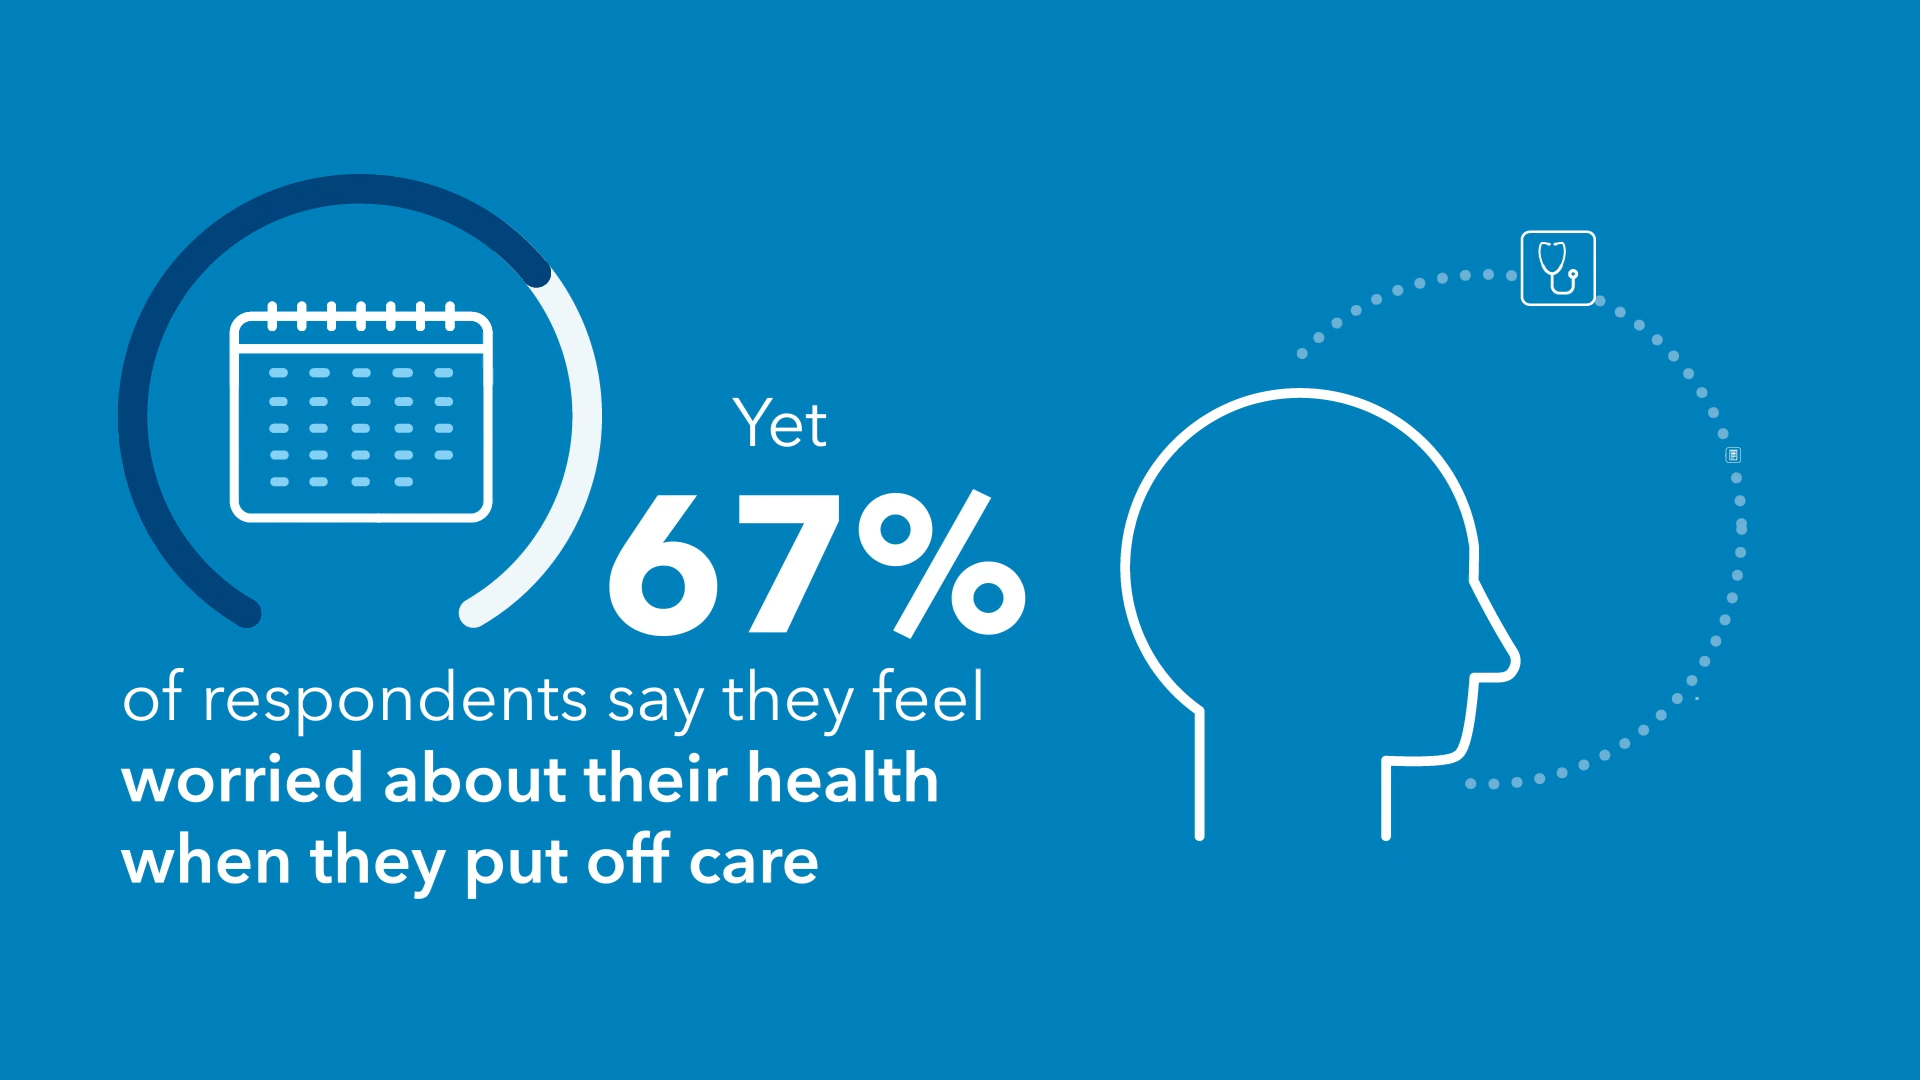 Yet
67%
of respondents say they feel
worried about their health
when they put off care